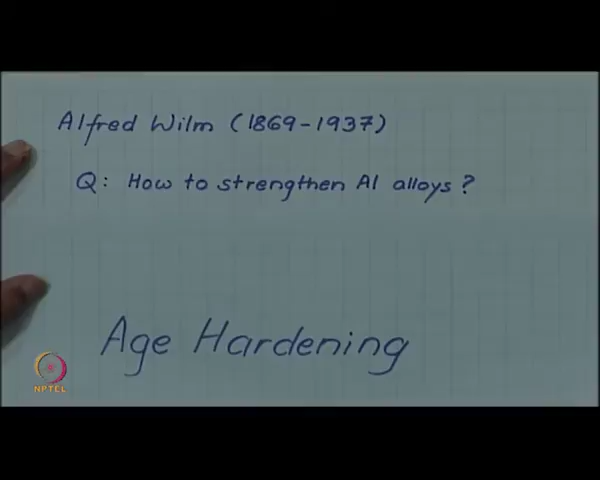 Alfred Wilm (1869-1937)
Q: How to strengthen Al alloys?
Age Hardening
NPTEL